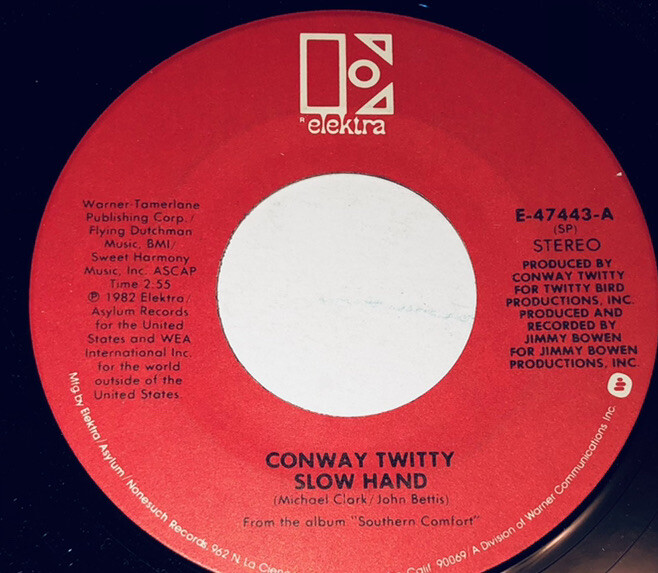 elektra
Warner-Tamerlane
Publishing Corp./
Flying Dutchman
Music, BMI/
Sweet Harmony
Music, Inc. ASCAP
Time 2:55
℗ 1982 Elektra/
Asylum Records
for the United
States and WEA
International Inc.
for the world
outside of the
United States.
E-47443-A
(SP)
STEREO
PRODUCED BY
CONWAY TWITTY
FOR TWITTY BIRD
PRODUCTIONS, INC.
PRODUCED AND
RECORDED BY
JIMMY BOWEN
FOR JIMMY BOWEN
PRODUCTIONS, INC.
CONWAY TWITTY
SLOW HAND
(Michael Clark/John Bettis)
From the album "Southern Comfort"
Mfg by Elektra/Asylum/Nonesuch Records, 962 N. La Calif. 90069/A Division of Warner Communications Inc.